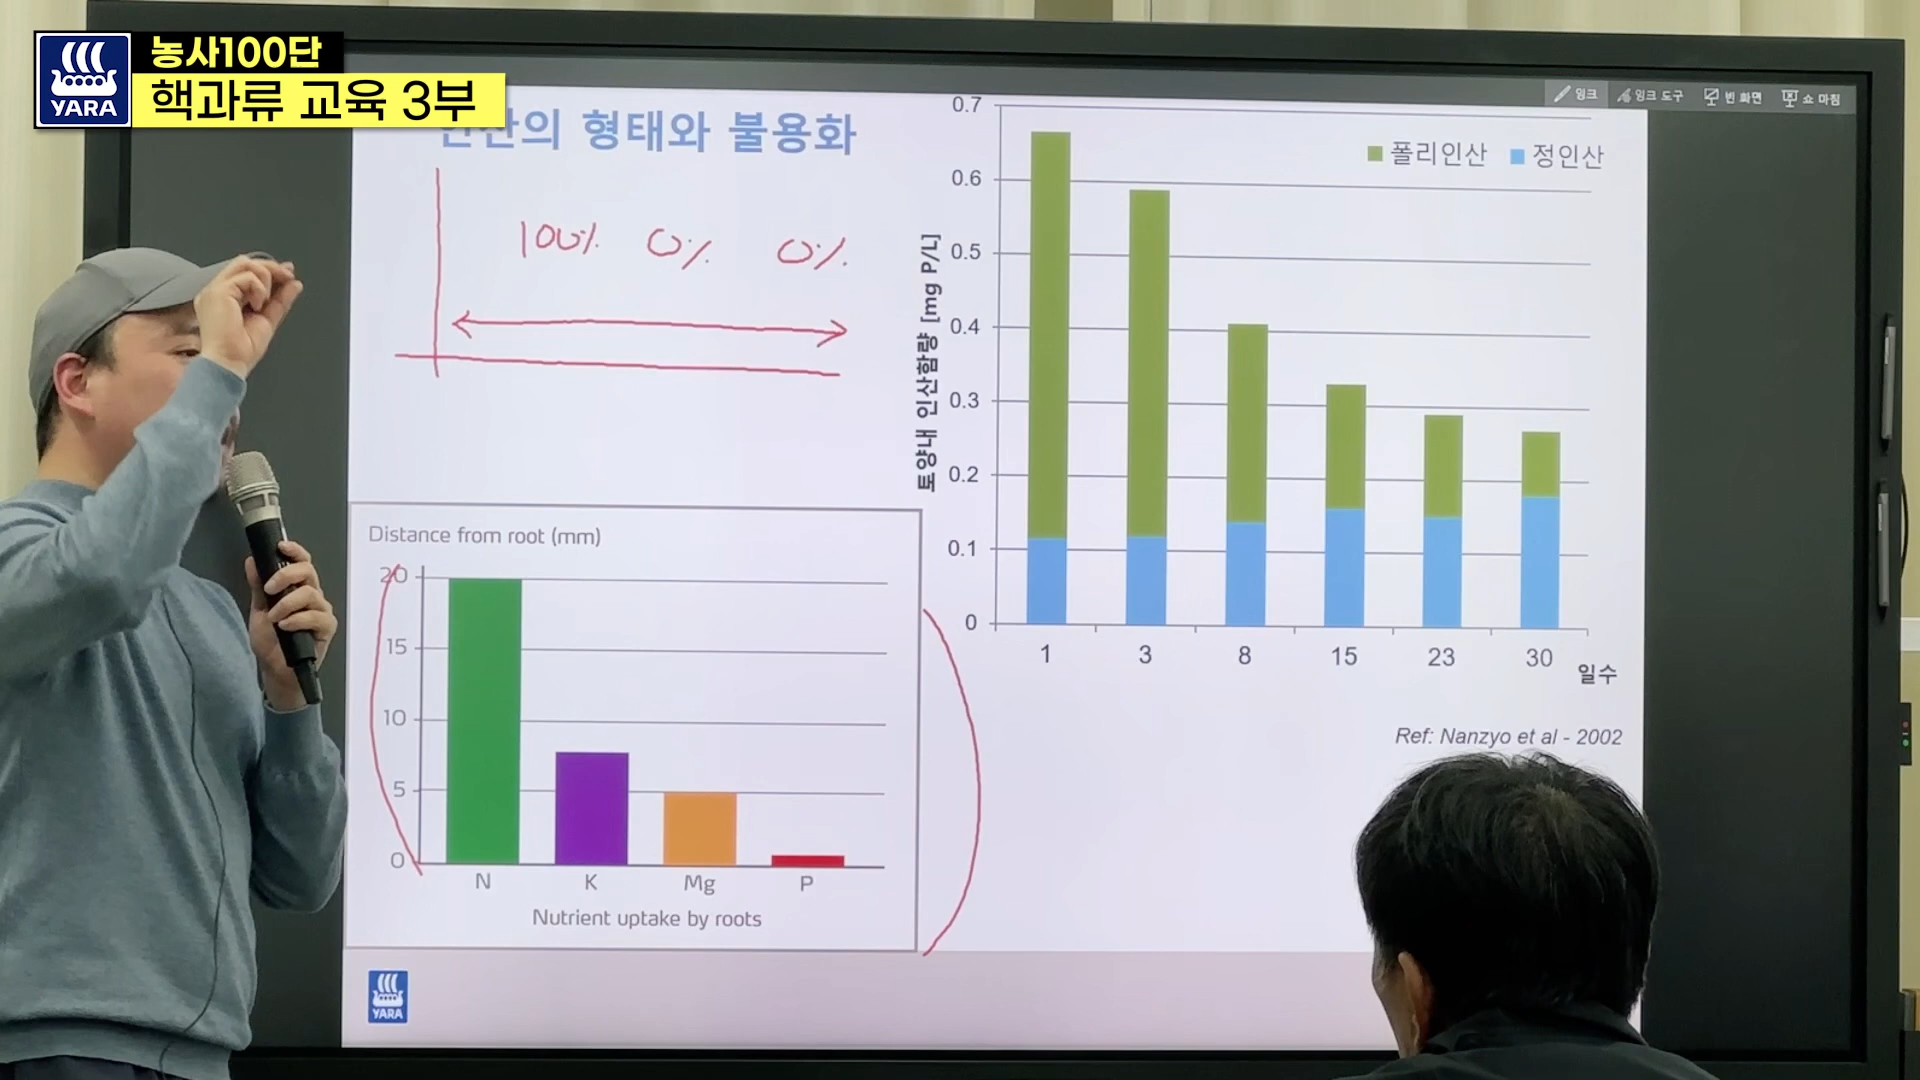 YARA
농사100단
핵과류 교육 3부
잉크
잉크 도구
빈 화면
쇼 마침
인산의 형태와 불용화
100% 0% 0%
폴리인산
정인산
토양내 인산함량 [mg P/L]
0.7
0.6
0.5
0.4
0.3
0.2
0.1
0
1 3 8 15 23 30 일수
Ref: Nanzyo et al - 2002
Distance from root (mm)
20
15
10
5
0
N K Mg P
Nutrient uptake by roots
YARA